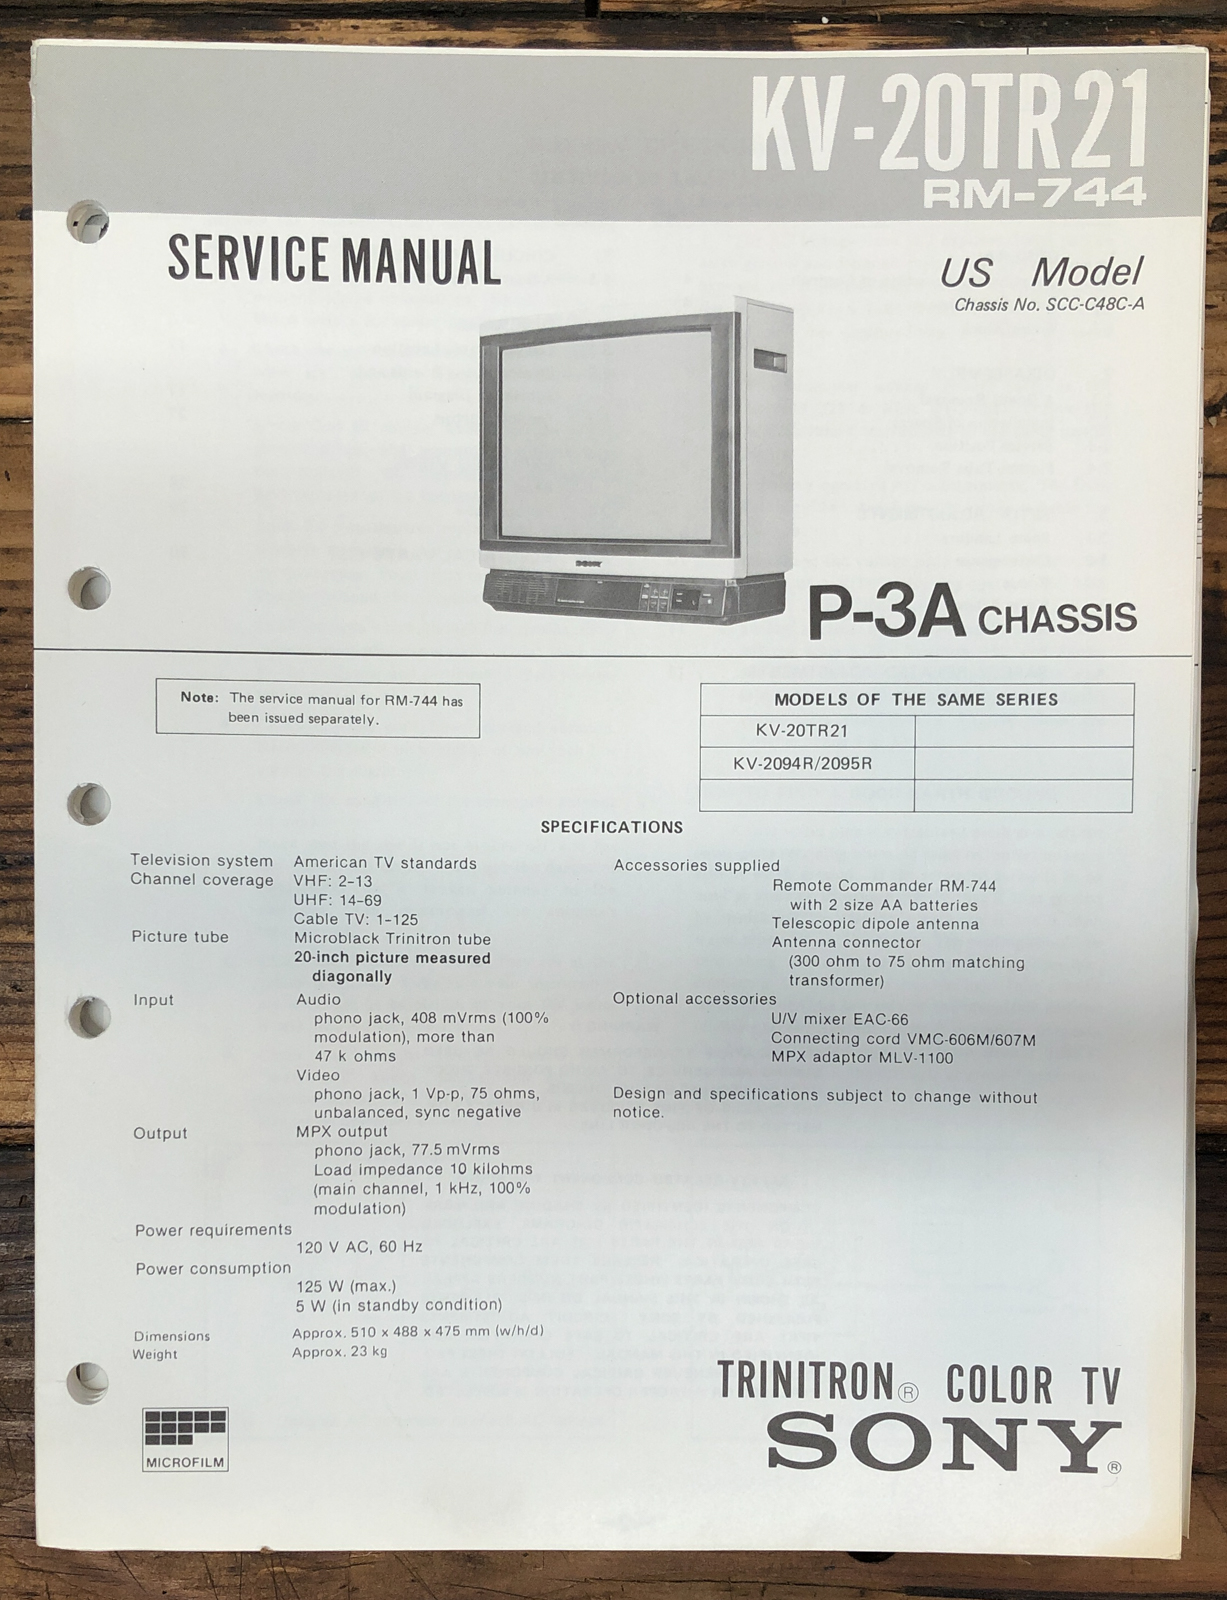 KV-20TR21
RM-744
SERVICE MANUAL
US Model
Chassis No. SCC-C48C-A
SONY
P-3A CHASSIS
Note: The service manual for RM-744 has
been issued separately.
MODELS OF THE SAME SERIES
KV-20TR21
KV-2094R/2095R
SPECIFICATIONS
Television system American TV standards
Channel coverage VHF: 2-13
UHF: 14-69
Cable TV: 1-125
Picture tube Microblack Trinitron tube
20-inch picture measured
diagonally
Input Audio
phono jack, 408 mVrms (100%
modulation), more than
47 k ohms
Video
phono jack, 1 Vp-p, 75 ohms,
unbalanced, sync negative
Output MPX output
phono jack, 77.5 mVrms
Load impedance 10 kilohms
(main channel, 1 kHz, 100%
modulation)
Power requirements
120 V AC, 60 Hz
Power consumption
125 W (max.)
5 W (in standby condition)
Dimensions Approx. 510 x 488 x 475 mm (w/h/d)
Weight Approx. 23 kg
Accessories supplied
Remote Commander RM-744
with 2 size AA batteries
Telescopic dipole antenna
Antenna connector
(300 ohm to 75 ohm matching
transformer)
Optional accessories
U/V mixer EAC-66
Connecting cord VMC-606M/607M
MPX adaptor MLV-1100
Design and specifications subject to change without
notice.
MICROFILM
TRINITRON® COLOR TV
SONY®